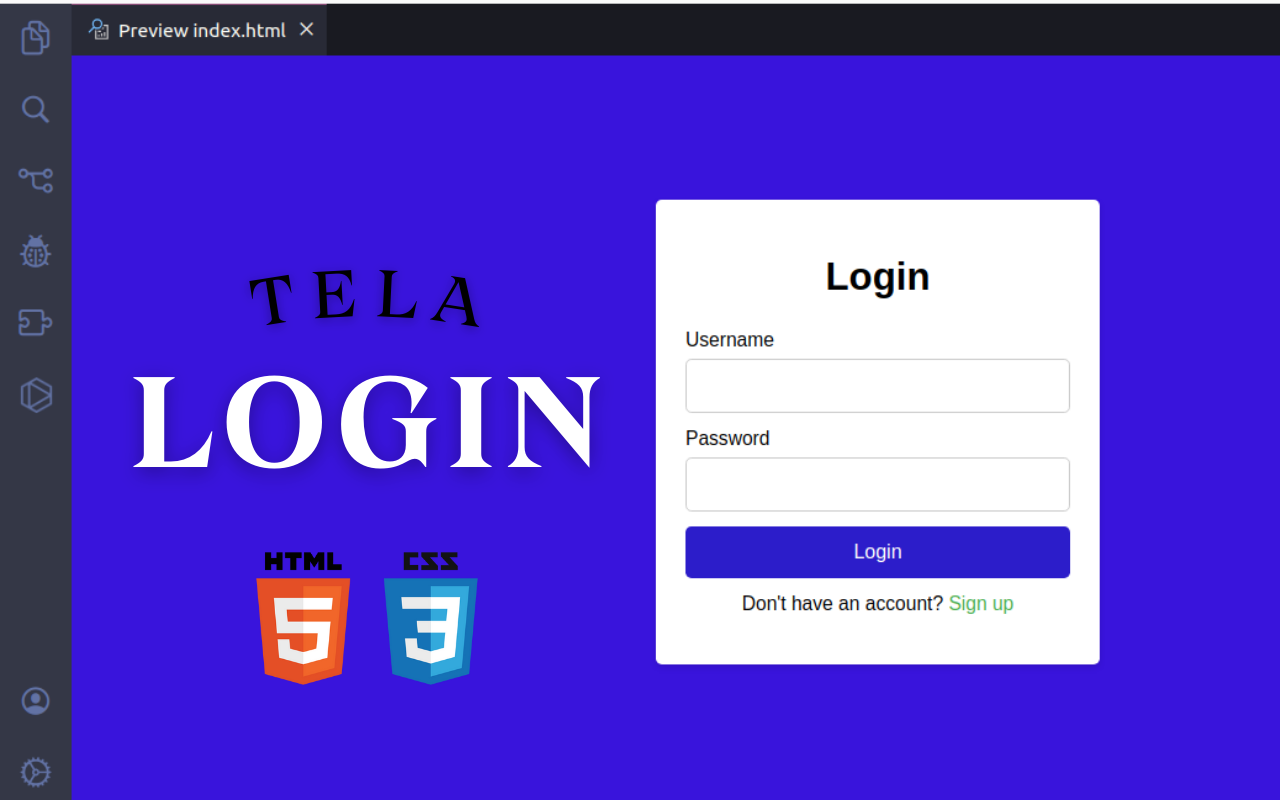 Preview index.html
TELA
LOGIN
HTML
5
CSS
3
Login
Username
Password
Login
Don't have an account? Sign up